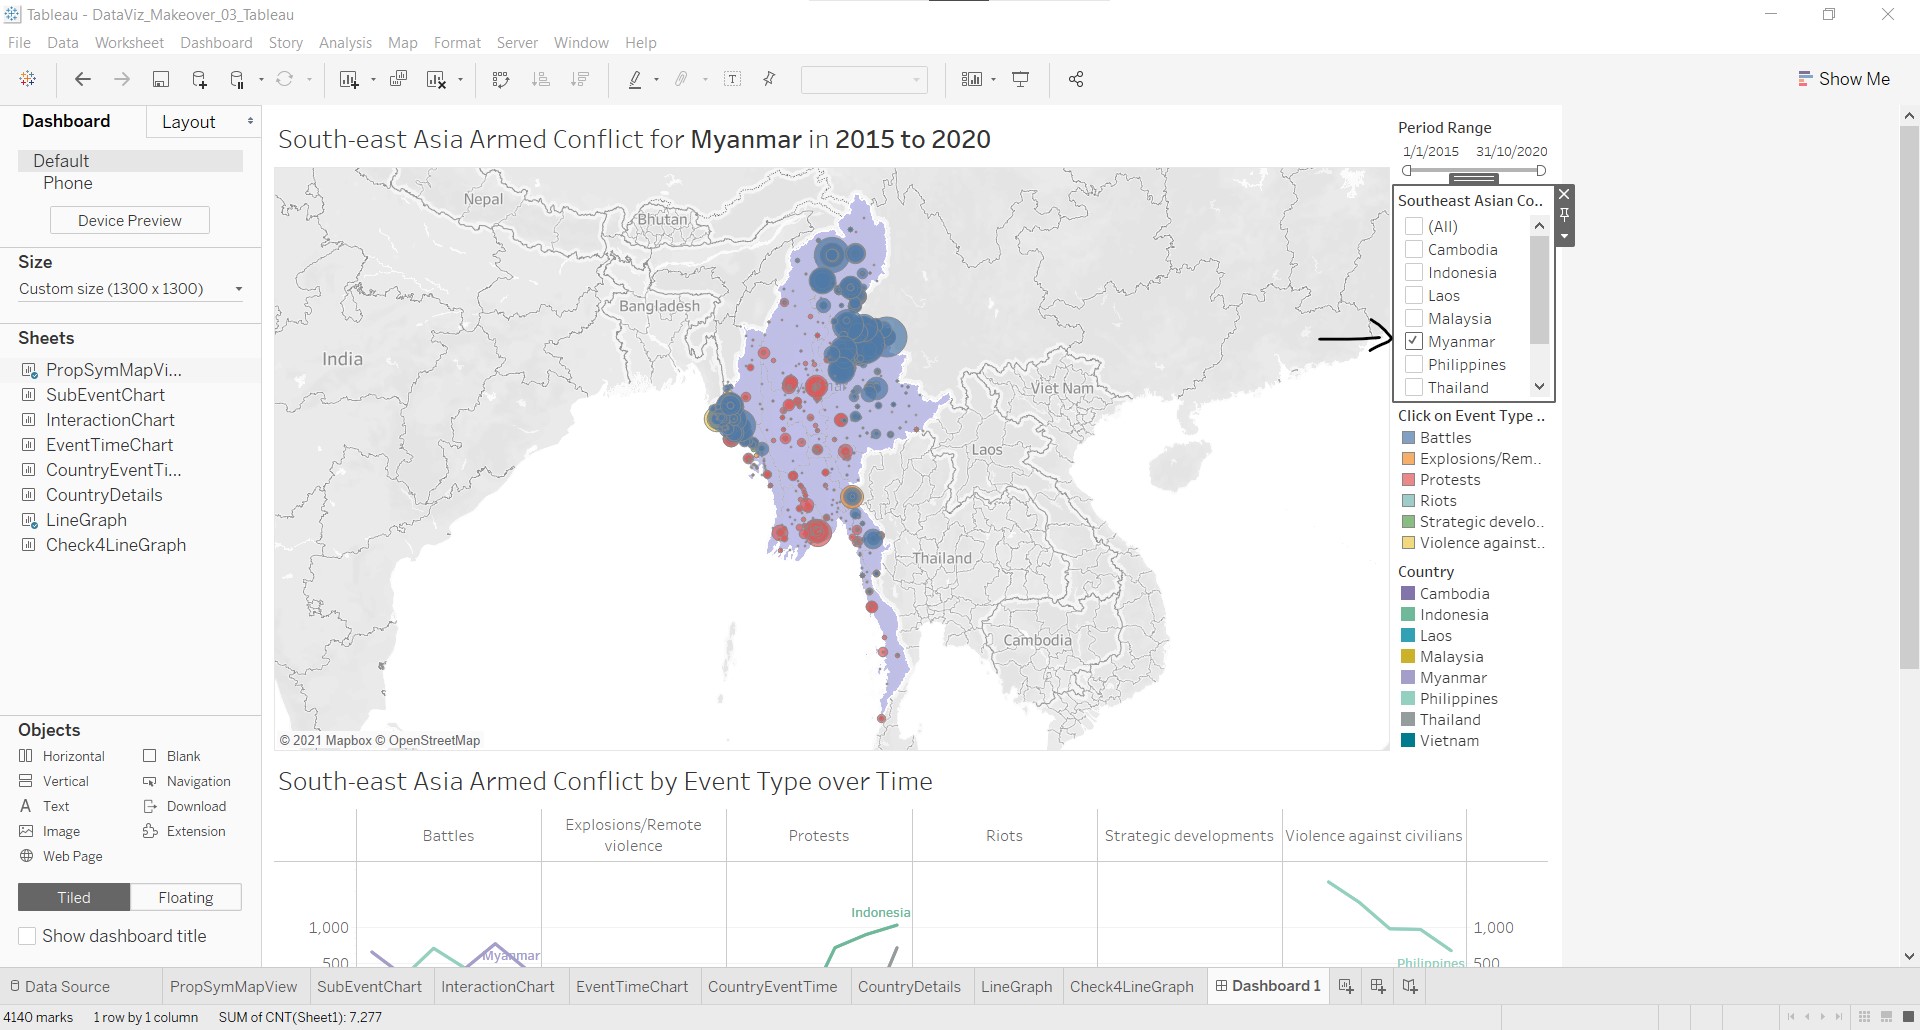 Tableau - DataViz_Makeover_03_Tableau
File Data Worksheet Dashboard Story Analysis Map Format Server Window Help
Show Me
Dashboard Layout
Default
Phone
Device Preview
Size
Custom size (1300 x 1300)
Sheets
PropSymMapVi...
SubEventChart
InteractionChart
EventTimeChart
CountryEventTi...
CountryDetails
LineGraph
Check4LineGraph
Objects
Horizontal Blank
Vertical Navigation
Text Download
Image Extension
Web Page
Tiled Floating
Show dashboard title
South-east Asia Armed Conflict for Myanmar in 2015 to 2020
Nepal
Bhutan
Bangladesh
India
Viet Nam
Laos
Thailand
Cambodia
© 2021 Mapbox © OpenStreetMap
Period Range
1/1/2015 31/10/2020
Southeast Asian Co..
(All)
Cambodia
Indonesia
Laos
Malaysia
Myanmar
Philippines
Thailand
Click on Event Type ..
Battles
Explosions/Rem..
Protests
Riots
Strategic develo..
Violence against..
Country
Cambodia
Indonesia
Laos
Malaysia
Myanmar
Philippines
Thailand
Vietnam
South-east Asia Armed Conflict by Event Type over Time
Battles
Explosions/Remote
violence
Protests
Riots
Strategic developments
Violence against civilians
Indonesia
1,000 1,000
Myanmar
Philippines
500 500
Data Source PropSymMapView SubEventChart InteractionChart EventTimeChart CountryEventTime CountryDetails LineGraph Check4LineGraph Dashboard 1
4140 marks 1 row by 1 column SUM of CNT(Sheet1): 7,277